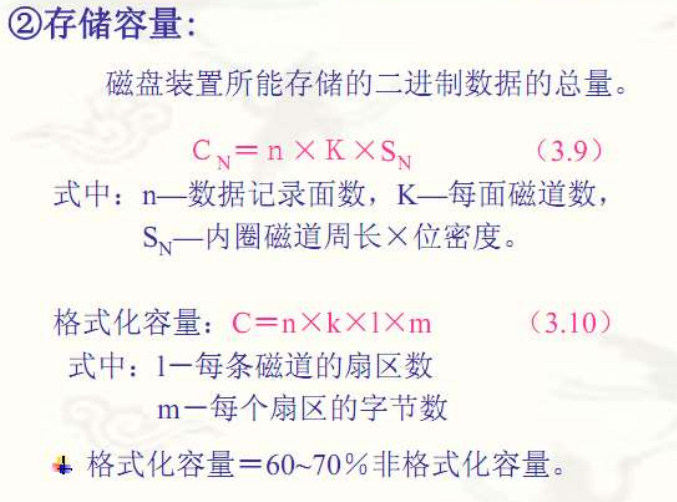 ②存储容量:
磁盘装置所能存储的二进制数据的总量。
CN＝n×K×SN （3.9）
式中：n—数据记录面数，K—每面磁道数，
SN—内圈磁道周长×位密度。
格式化容量：C＝n×k×l×m （3.10）
式中：l－每条磁道的扇区数
m－每个扇区的字节数
格式化容量＝60~70％非格式化容量。